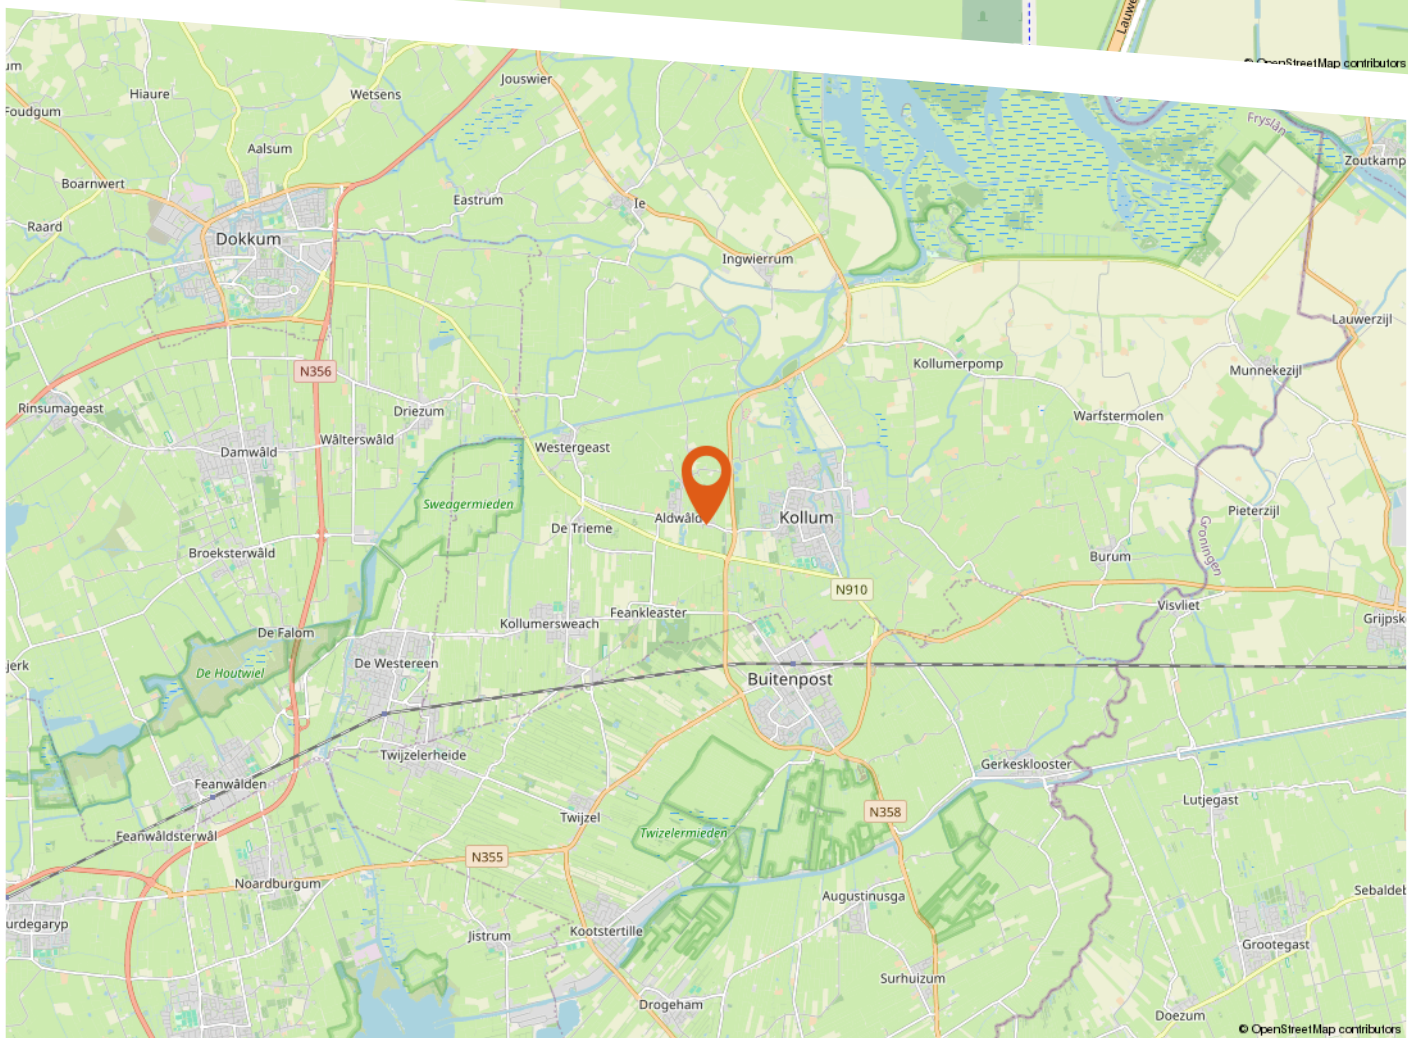 Lauwe
© OpenStreetMap contributors
um
Jouswier
Hiaure
Wetsens
Foudgum
Fryslân
Aalsum
Zoutkamp
Boarnwert
Eastrum
Ie
Raard
Dokkum
Ingwierrum
Lauwerzijl
Kollumerpomp
N356
Munnekezijl
Rinsumageast
Driezum
Warfstermolen
Wâlterswâld
Westergeast
Damwâld
Sweagermieden
Pieterzijl
Aldwâld
Kollum
De Trieme
Groningen
Broeksterwâld
Burum
N910
Visvliet
Feankleaster
Grijpsk
Kollumersweach
De Falom
jerk
De Westereen
De Houtwiel
Buitenpost
Twijzelerheide
Gerkesklooster
Feanwâlden
Lutjegast
N358
Twijzel
Twizelermieden
Feanwâldsterwâl
N355
Noardburgum
Sebaldeb
Augustinusga
urdegaryp
Kootstertille
Jistrum
Grootegast
Surhuizum
Drogeham
Doezum
© OpenStreetMap contributors